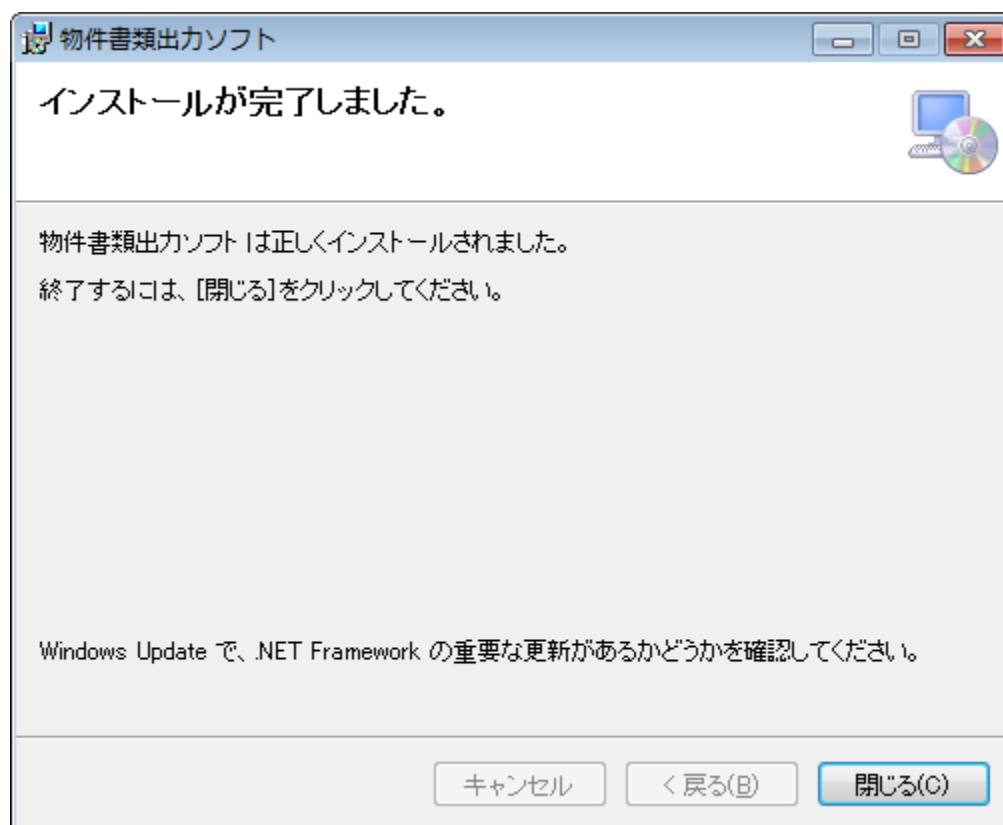 物件書類出力ソフト
インストールが完了しました。
物件書類出力ソフト は正しくインストールされました。
終了するには、[閉じる]をクリックしてください。
Windows Update で、.NET Framework の重要な更新があるかどうかを確認してください。
キャンセル
< 戻る(B)
閉じる(C)